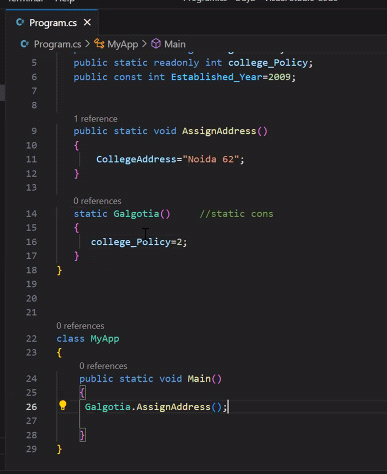 Terminal Help
Program.cs
Program.cs > MyApp > Main
5 public static readonly int college_Policy;
6 public const int Established_Year=2009;
7
8
1 reference
9 public static void AssignAddress()
10 {
11 CollegeAddress="Noida 62";
12 }
13
0 references
14 static Galgotia() //static cons
15 {
16 college_Policy=2;
17 }
18 }
19
20
21
0 references
22 class MyApp
23 {
0 references
24 public static void Main()
25 {
26 Galgotia.AssignAddress();
27
28 }
29 }